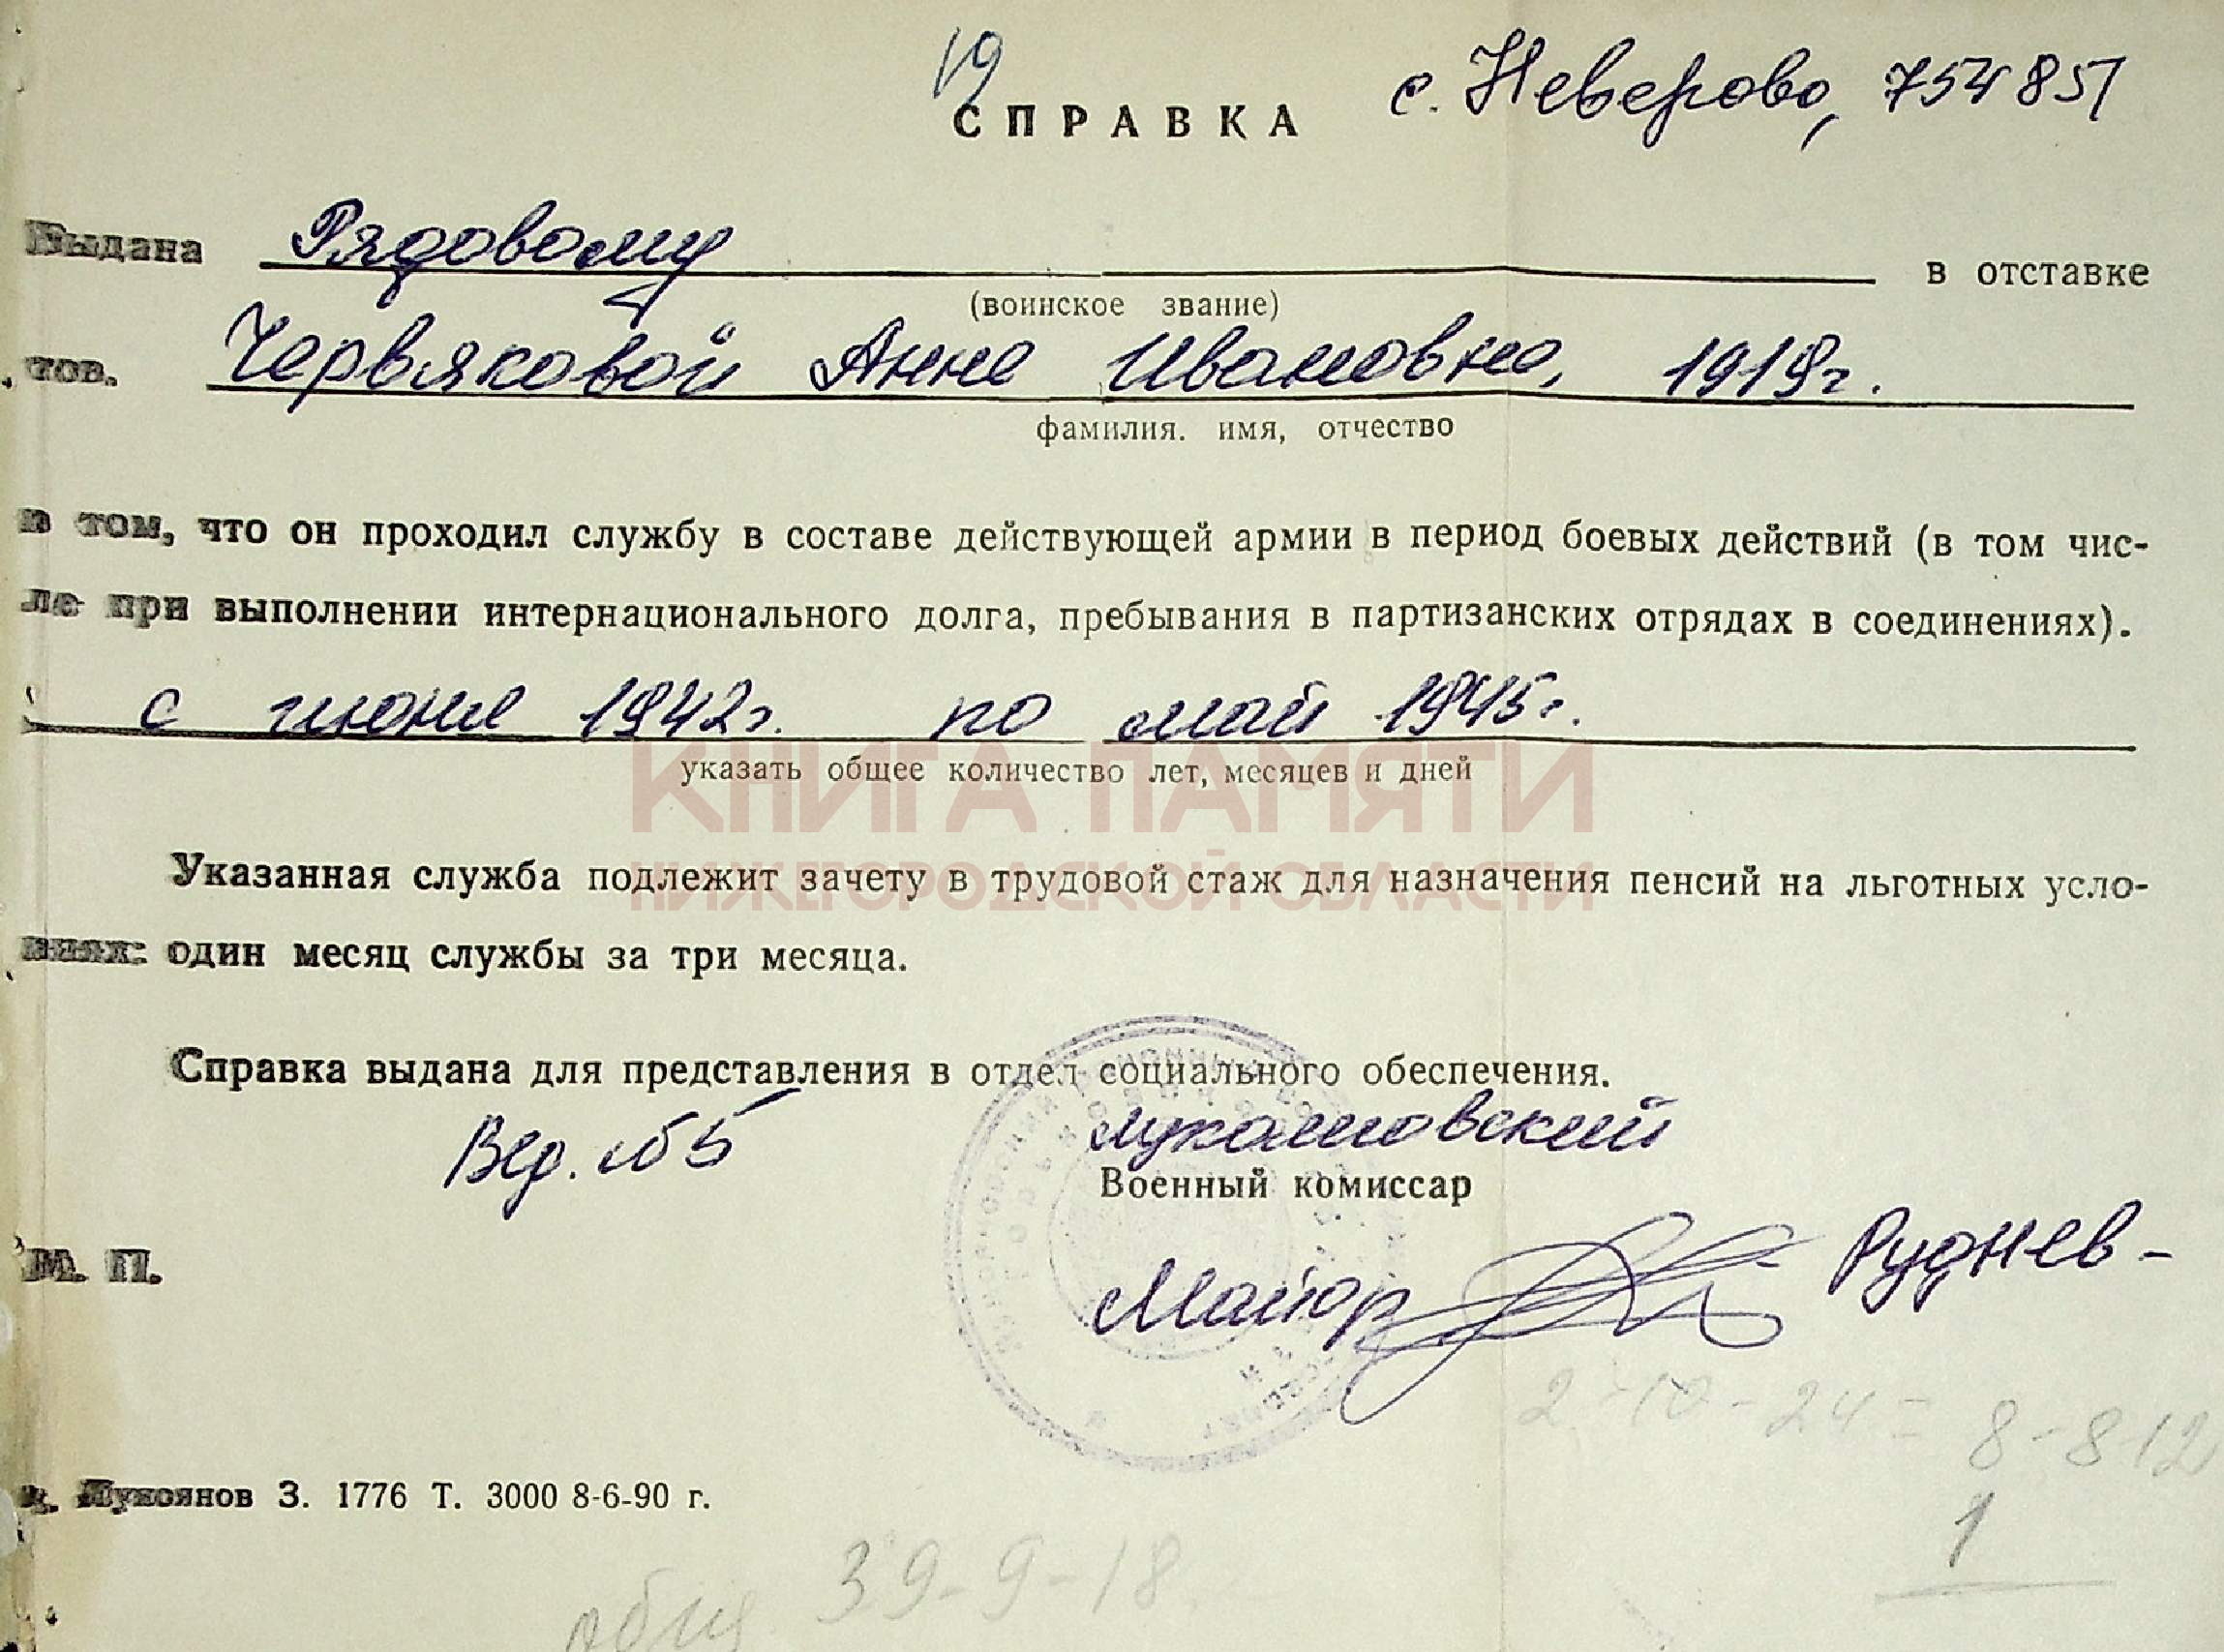 19
с. Неверово, 754851
СПРАВКА
Выдана Рядовому в отставке
(воинское звание)
тов. Червяковой Анне Ивановне, 1919г.
фамилия. имя, отчество
в том, что он проходил службу в составе действующей армии в период боевых действий (в том чис-
ле при выполнении интернационального долга, пребывания в партизанских отрядах в соединениях).
с июня 1942г. по май 1945г.
указать общее количество лет, месяцев и дней
КНИГА ПАМЯТИ
НИЖЕГОРОДСКОЙ ОБЛАСТИ
Указанная служба подлежит зачету в трудовой стаж для назначения пенсий на льготных усло-
виях: один месяц службы за три месяца.
Справка выдана для представления в отдел социального обеспечения.
Вед. №5
Лукояновский
Военный комиссар
М. П.
Майор Руднев
2-10-24 = 8-8-12
1
Лукоянов З. 1776 Т. 3000 8-6-90 г.
общ 39-9-18